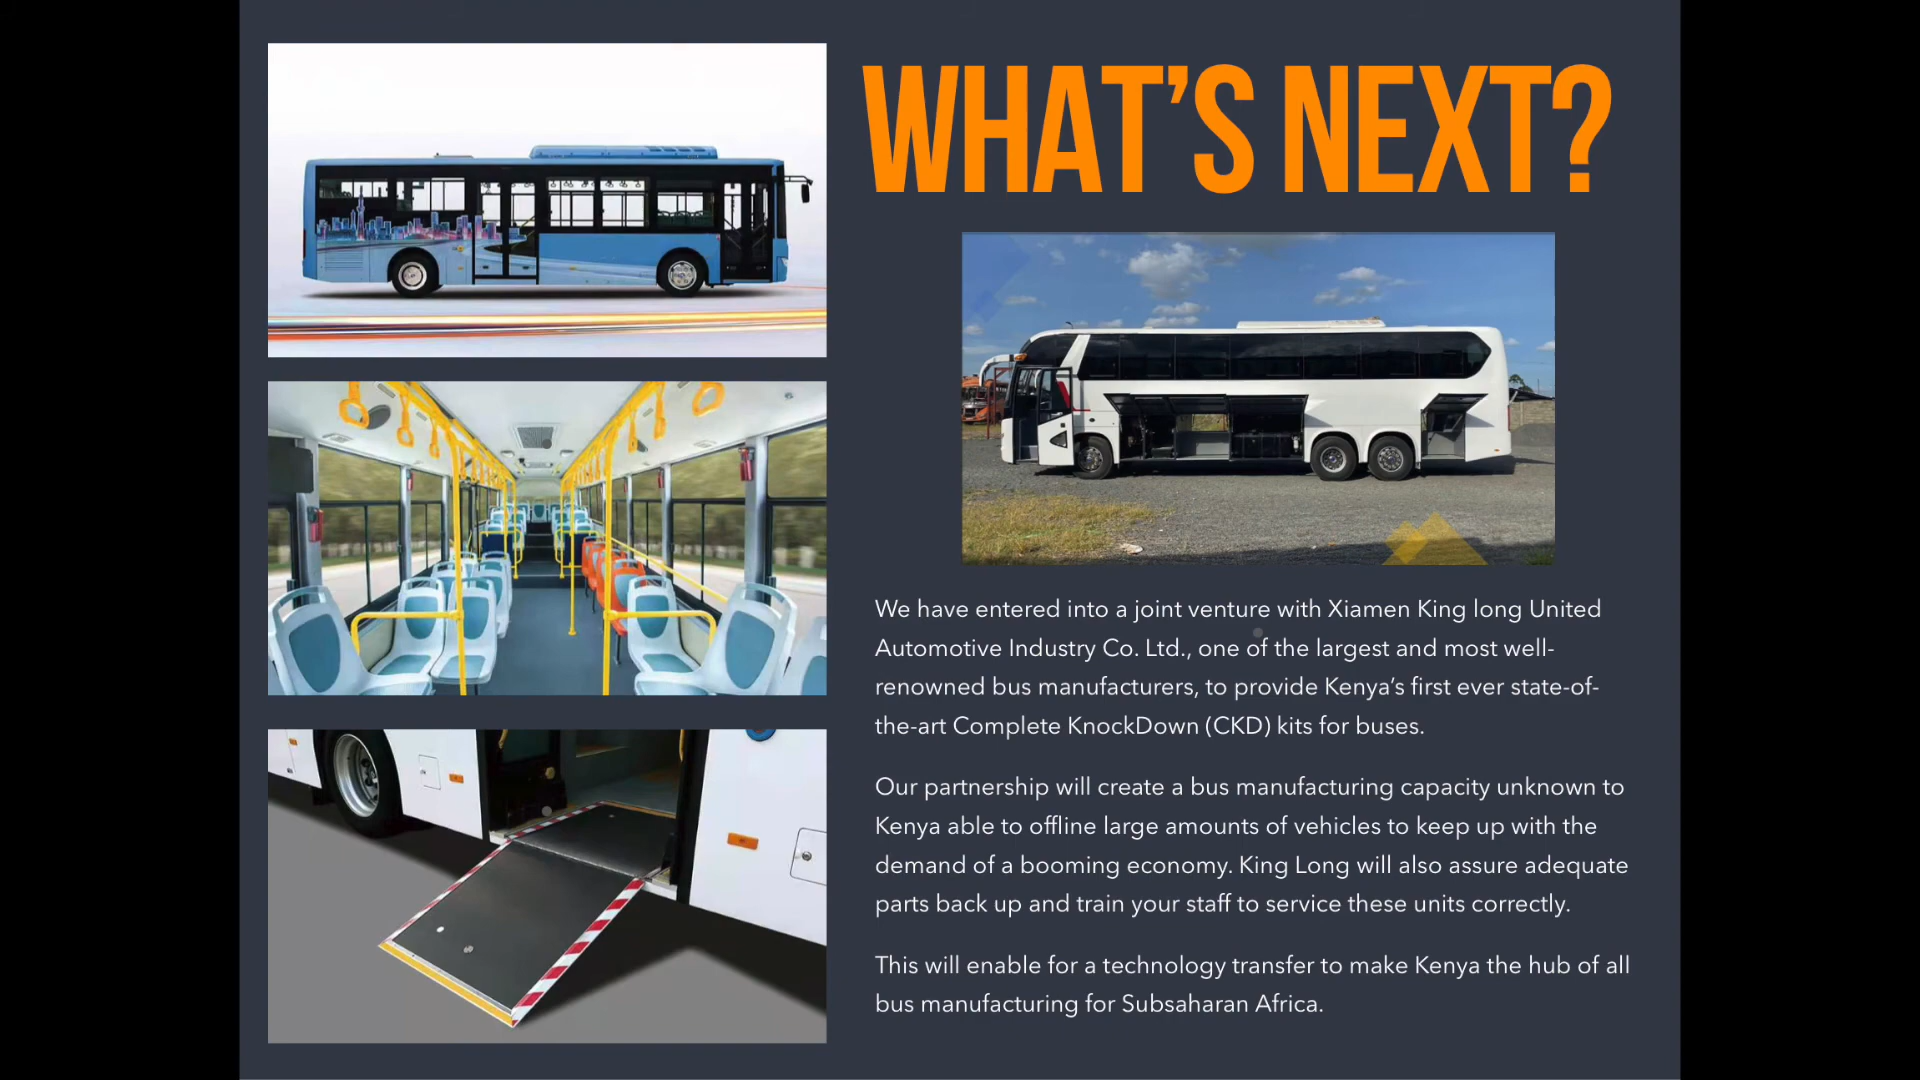 WHAT'S NEXT?
We have entered into a joint venture with Xiamen King long United
Automotive Industry Co. Ltd., one of the largest and most well-
renowned bus manufacturers, to provide Kenya's first ever state-of-
the-art Complete KnockDown (CKD) kits for buses.
Our partnership will create a bus manufacturing capacity unknown to
Kenya able to offline large amounts of vehicles to keep up with the
demand of a booming economy. King Long will also assure adequate
parts back up and train your staff to service these units correctly.
This will enable for a technology transfer to make Kenya the hub of all
bus manufacturing for Subsaharan Africa.